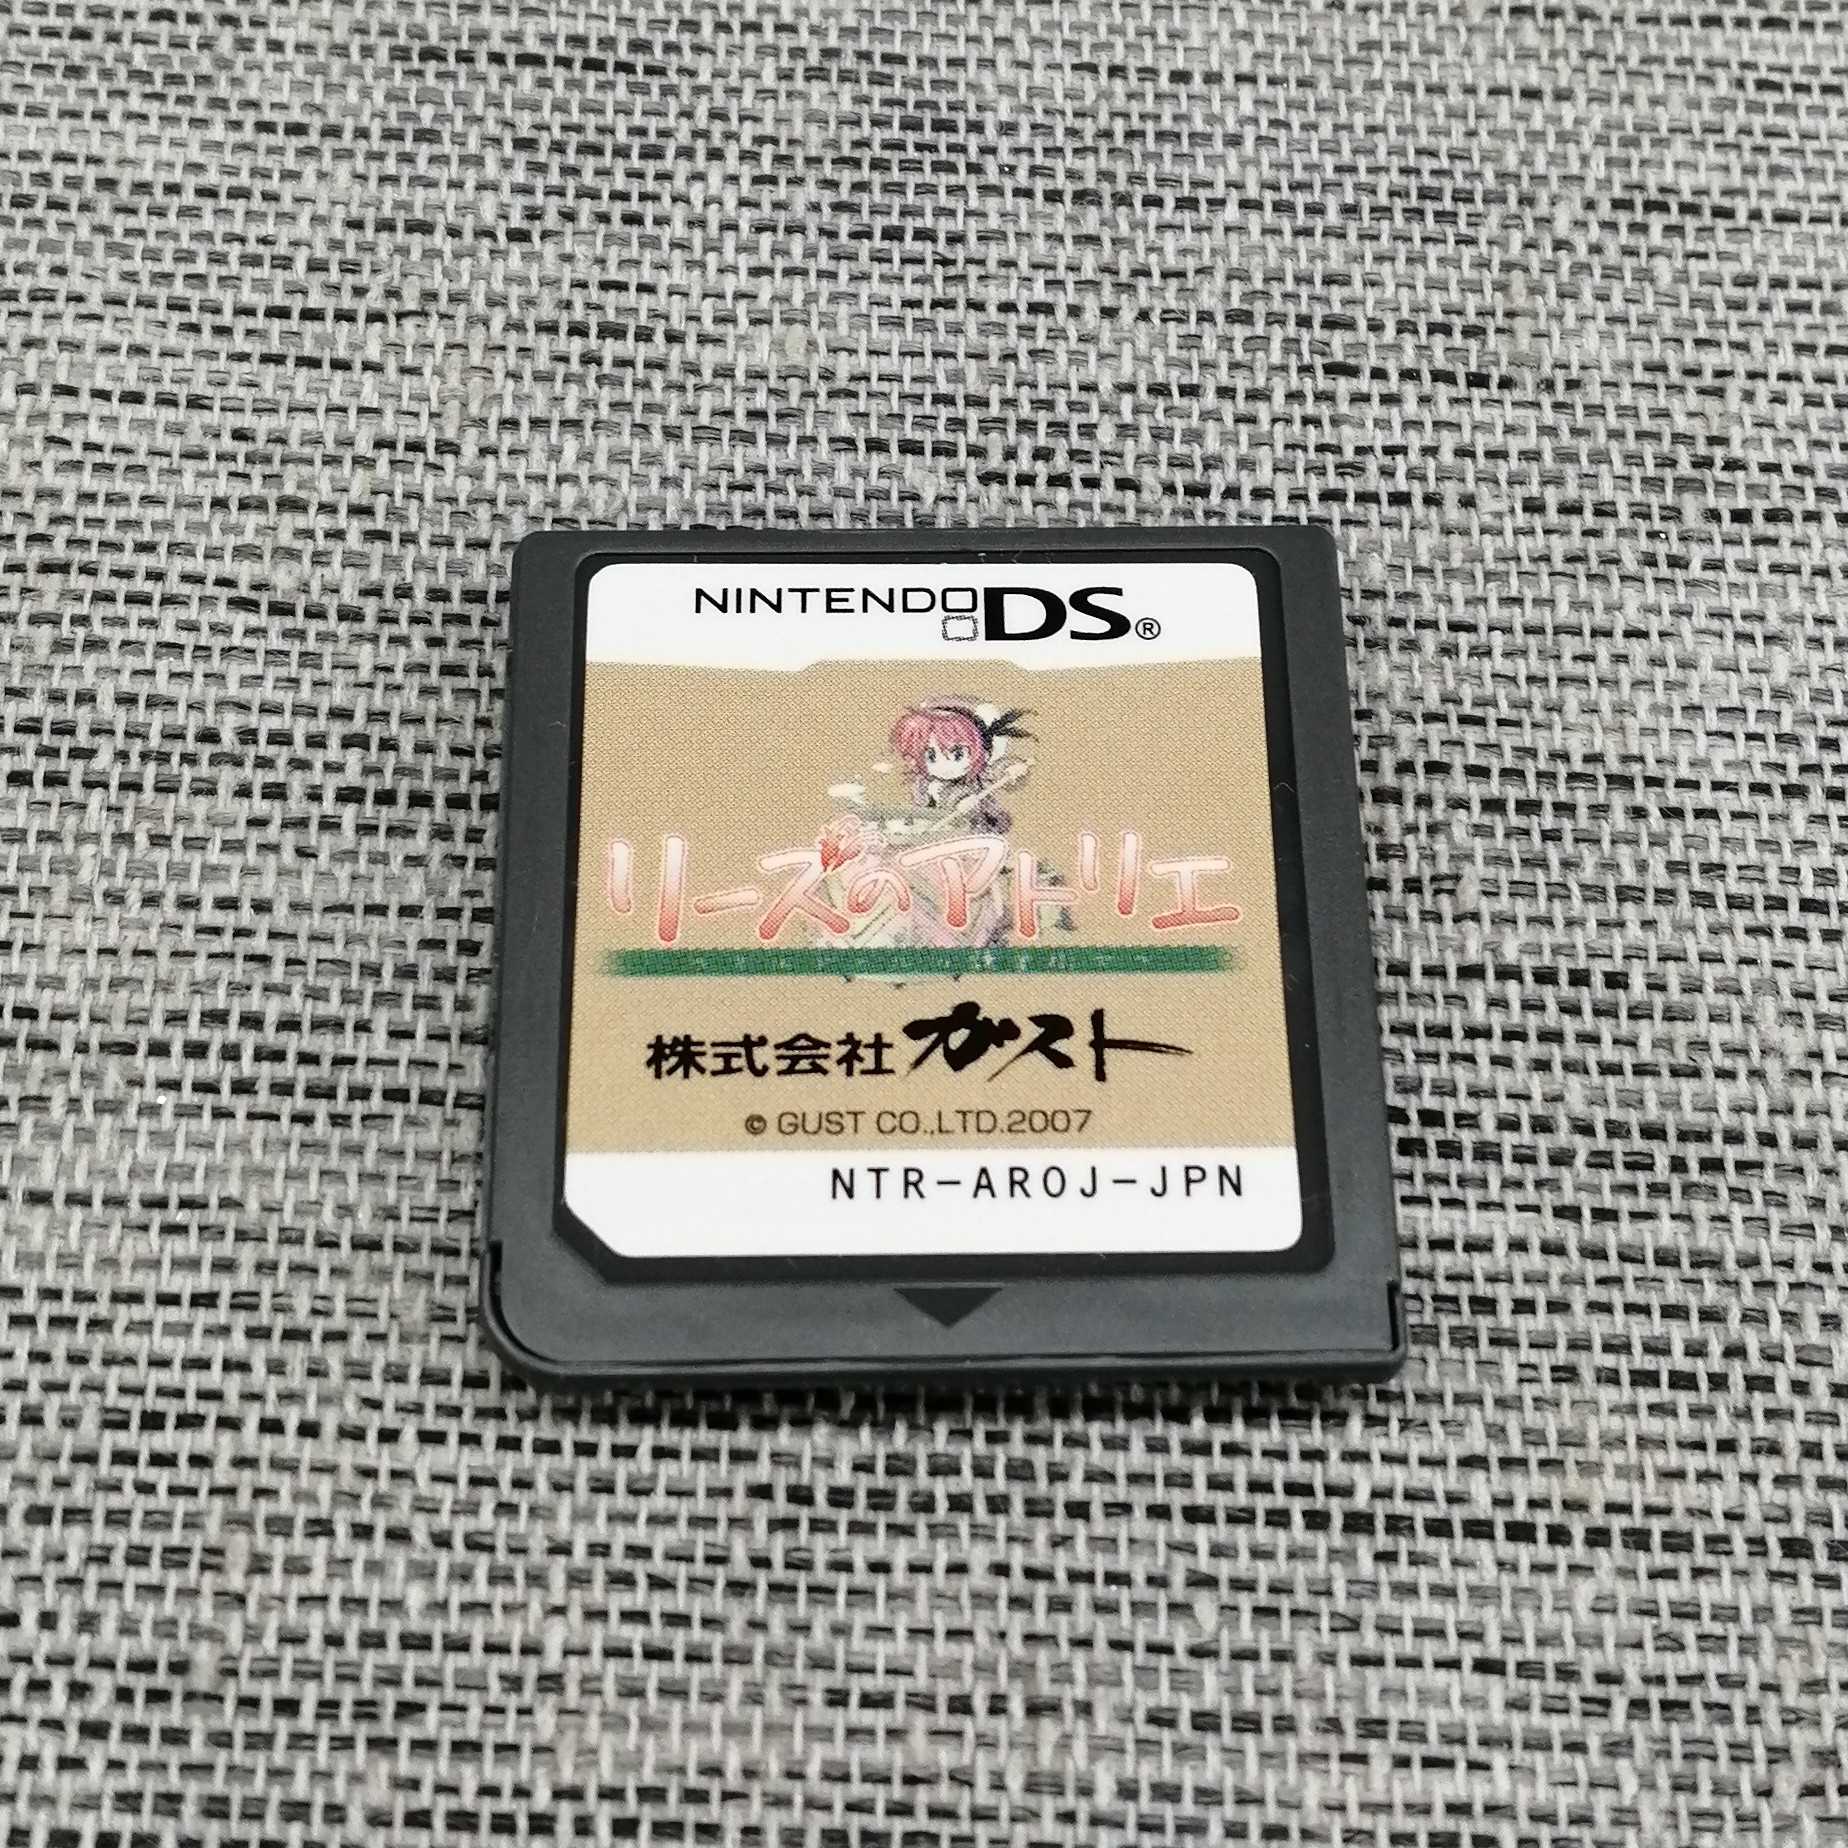 NINTENDO DS®
リーズのアトリエ
株式会社 ガスト
© GUST CO.,LTD.2007
NTR-AROJ-JPN